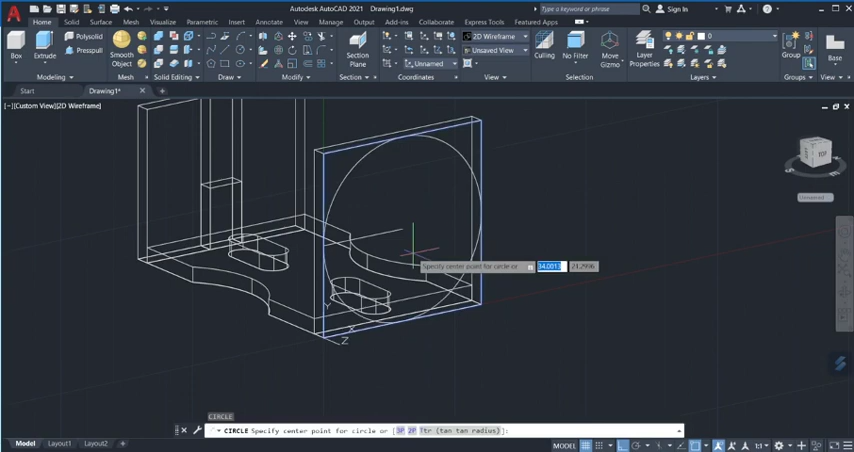 Autodesk AutoCAD 2021 Drawing1.dwg
Type a keyword or phrase
Sign In
Home Solid Surface Mesh Visualize Parametric Insert Annotate View Manage Output Add-ins Collaborate Express Tools Featured Apps
Box
Extrude
Polysolid
Presspull
Smooth
Object
Section
Plane
2D Wireframe
Unsaved View
Unnamed
Culling
No Filter
Move
Gizmo
Layer
Properties
0
Group
Base
Modeling Mesh Solid Editing Draw Modify Section Coordinates View Selection Layers Groups View
Start Drawing1*
[−][Custom View][2D Wireframe]
TOP
Unnamed
Specify center point for circle or 34.0013 21.2996
Y
X
Z
CIRCLE
CIRCLE Specify center point for circle or [3P 2P Ttr (tan tan radius)]:
Model Layout1 Layout2 +
MODEL 1:1